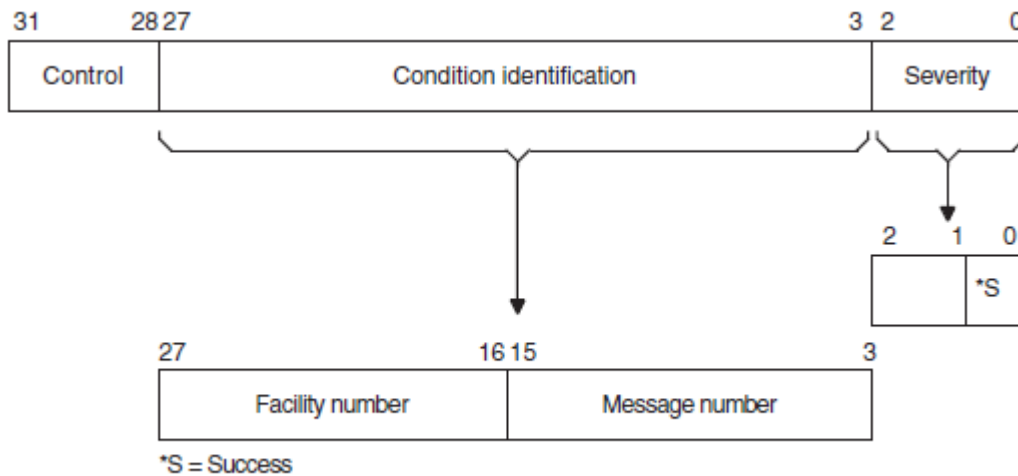 31 28 27 3 2 0
Control Condition identification Severity
2 1 0
*S
27 16 15 3
Facility number Message number
*S = Success